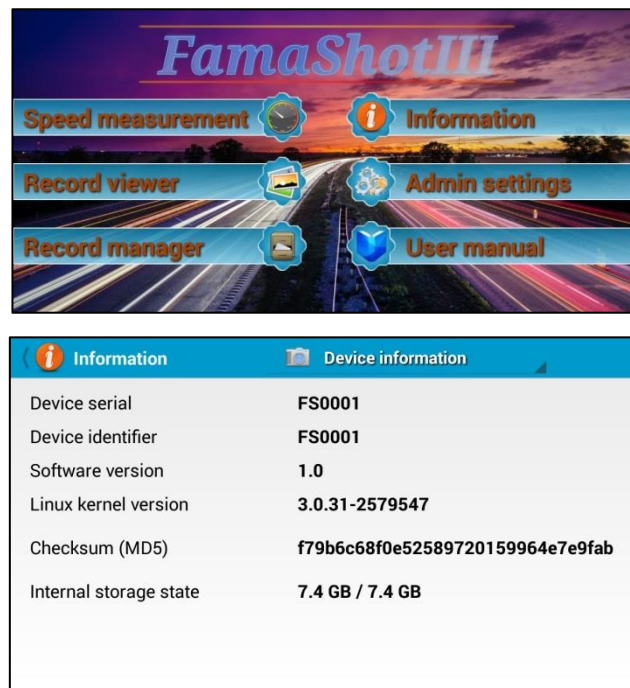 FamaShotIII
Speed measurement
Information
Record viewer
Admin settings
Record manager
User manual
Information
Device information
Device serial FS0001
Device identifier FS0001
Software version 1.0
Linux kernel version 3.0.31-2579547
Checksum (MD5) f79b6c68f0e52589720159964e7e9fab
Internal storage state 7.4 GB / 7.4 GB